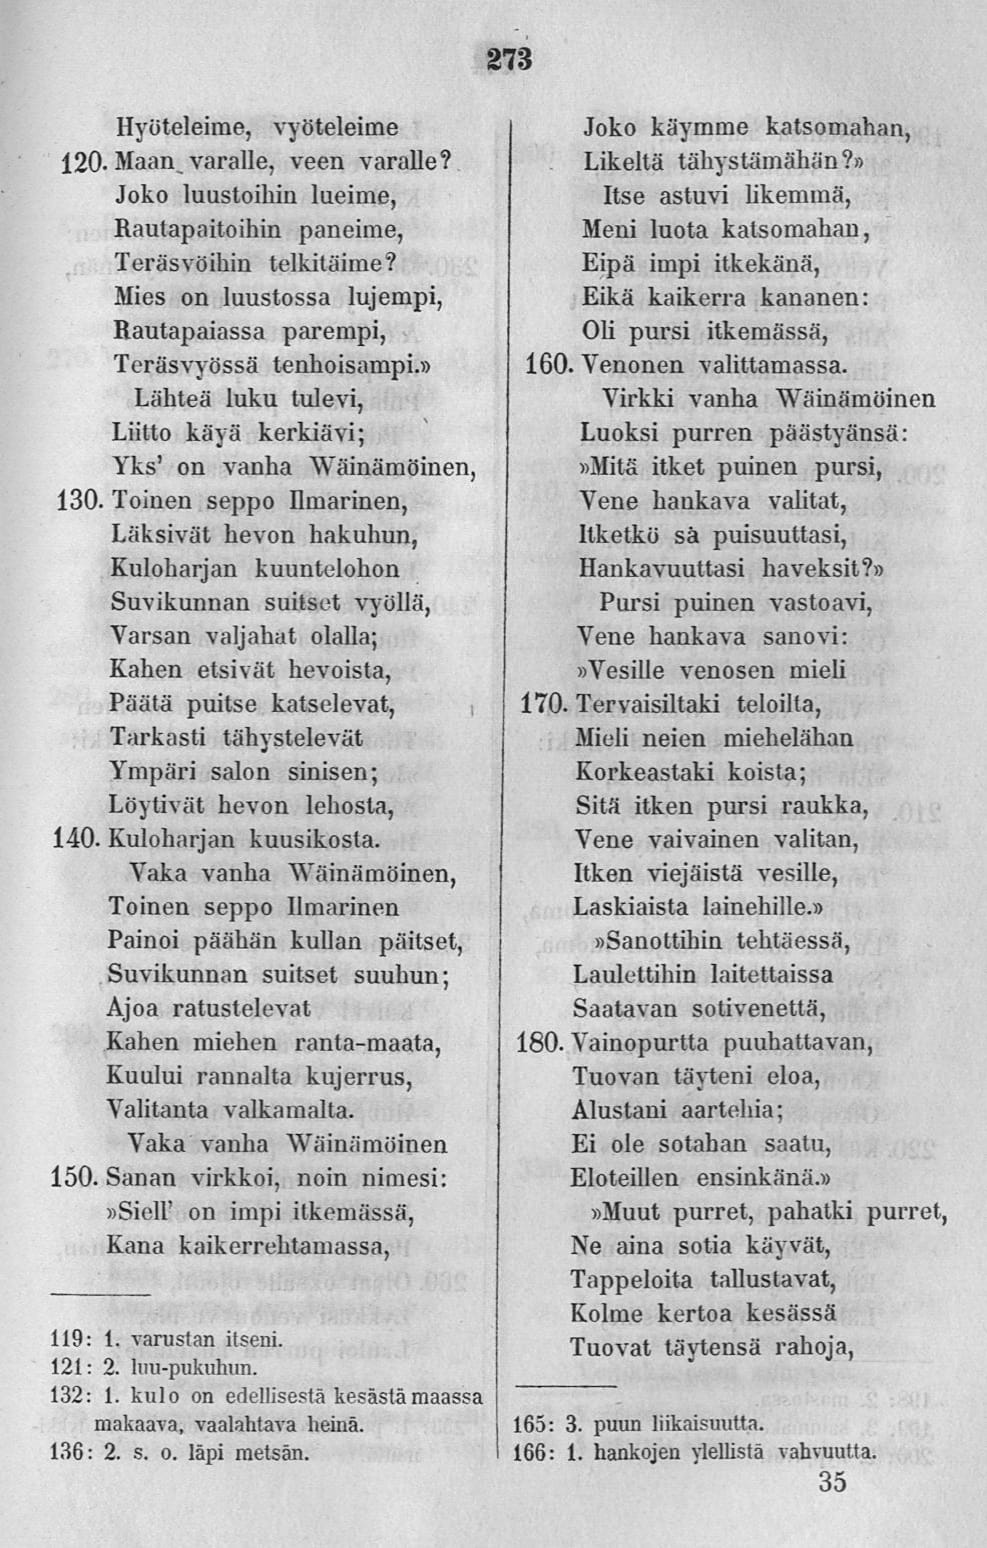 273
Hyöteleime, vyöteleime
120. Maan varalle, veen varalle?
Joko luustoihin lueime,
Rautapaitoihin paneime,
Teräsvöihin telkitäime?
Mies on luustossa lujempi,
Rautapaiassa parempi,
Teräsvyössä tenhoisampi.»
Lähteä luku tulevi,
Liitto käyä kerkiävi;
Yks' on vanha Wäinämöinen,
130. Toinen seppo Ilmarinen,
Läksivät hevon hakuhun,
Kuloharjan kuuntelohon
Suvikunnan suitset vyöllä,
Varsan valjahat olalla;
Kahen etsivät hevoista,
Päätä puitse katselevat,
Tarkasti tähystelevät
Ympäri salon sinisen;
Löytivät hevon lehosta,
140. Kuloharjan kuusikosta.
Vaka vanha Wäinämöinen,
Toinen seppo Ilmarinen
Painoi päähän kullan päitset,
Suvikunnan suitset suuhun;
Ajoa ratustelevat
Kahen miehen ranta-maata,
Kuului rannalta kujerrus,
Valitanta valkamalta.
Vaka vanha Wäinämöinen
150. Sanan virkkoi, noin nimesi:
»Siell' on impi itkemässä,
Kana kaikerrehtamassa,
119: 1. varustan itseni.
121: 2. luu-pukuhun.
132: 1. kulo on edellisestä kesästä maassa
makaava, vaalahtava heinä.
136: 2. s. o. läpi metsän.
Joko käymme katsomahan,
Likeltä tähystämähän?»
Itse astuvi likemmä,
Meni luota katsomahan,
Eipä impi itkekänä,
Eikä kaikerra kananen:
Oli pursi itkemässä,
160. Venonen valittamassa.
Virkki vanha Wäinämöinen
Luoksi purren päästyänsä:
»Mitä itket puinen pursi,
Vene hankava valitat,
Itketkö sà puisuuttasi,
Hankavuuttasi haveksit?»
Pursi puinen vastoavi,
Vene hankava sanovi:
»Vesille venosen mieli
170. Tervaisiltaki teloilta,
Mieli neien miehelähan
Korkeastaki koista;
Sitä itken pursi raukka,
Vene vaivainen valitan,
Itken viejäistä vesille,
Laskiaista lainehille.»
»Sanottihin tehtäessä,
Laulettihin laitettaissa
Saatavan sotivenettä,
180. Vainopurtta puuhattavan,
Tuovan täyteni eloa,
Alustani aartehia;
Ei ole sotahan saatu,
Eloteillen ensinkänä.»
»Muut purret, pahatki purret,
Ne aina sotia käyvät,
Tappeloita tallustavat,
Kolme kertoa kesässä
Tuovat täytensä rahoja,
165: 3. puun liikaisuutta.
166: 1. hankojen ylellistä vahvuutta.
35